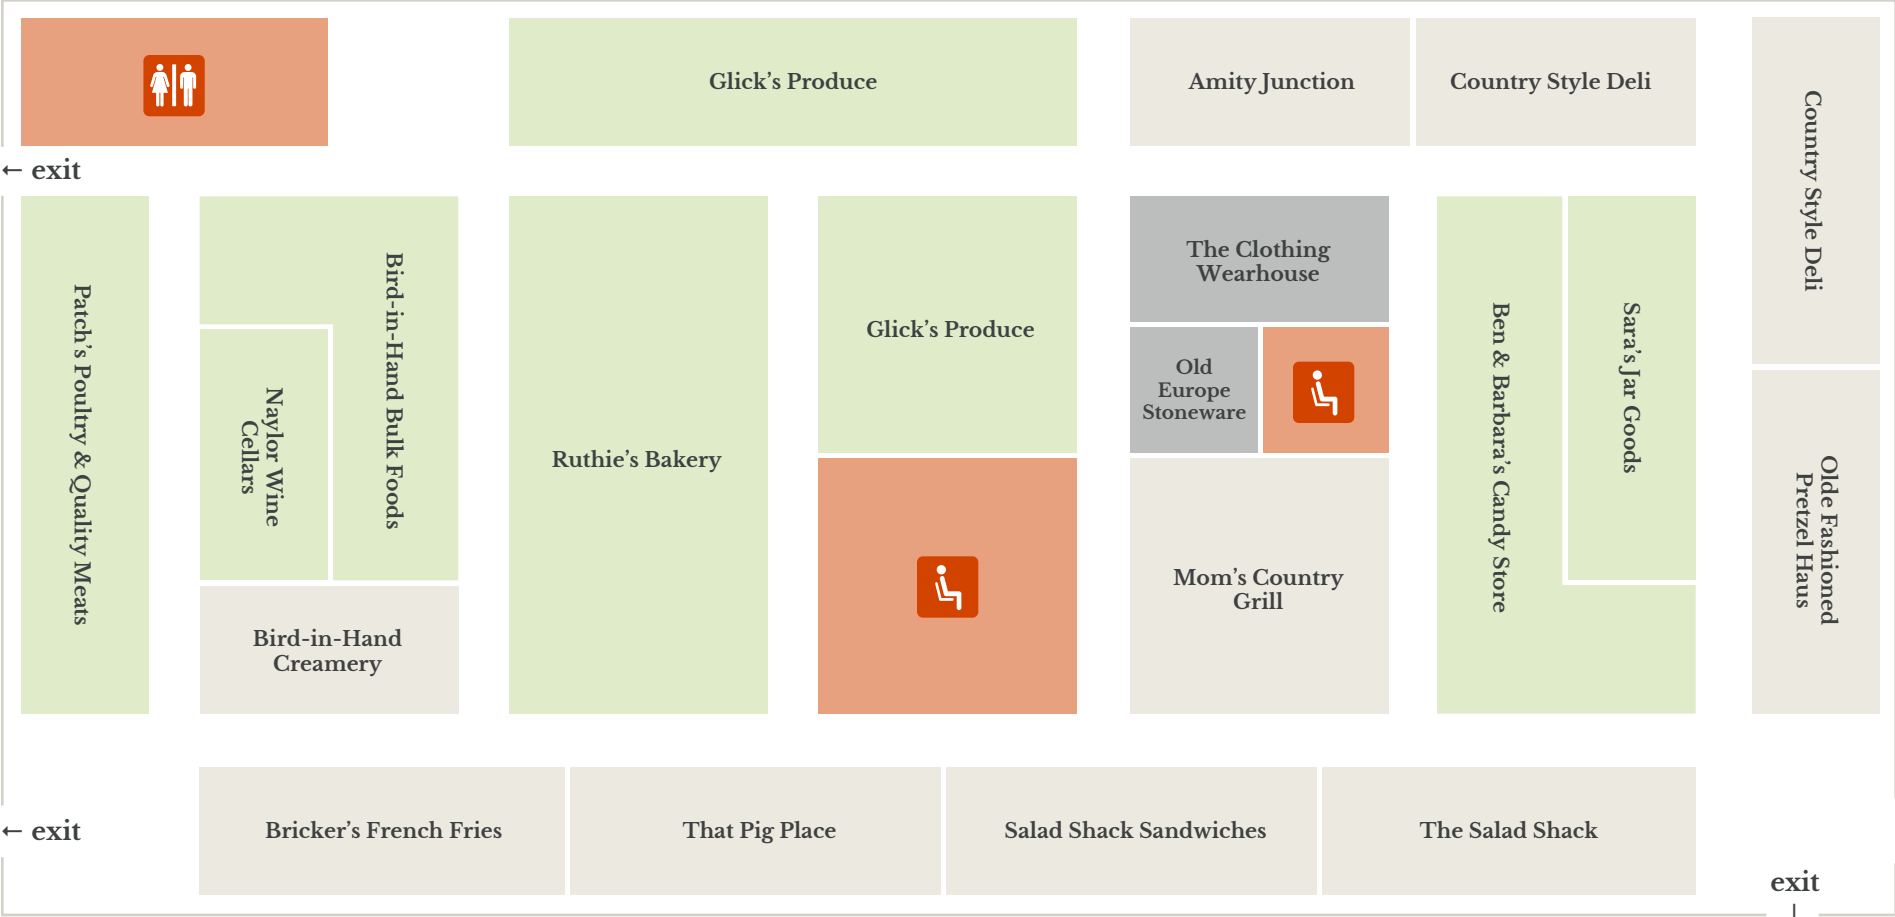 Glick’s Produce
Amity Junction
Country Style Deli
Country Style Deli
← exit
Patch’s Poultry & Quality Meats
Bird-in-Hand Bulk Foods
Naylor Wine
Cellars
Bird-in-Hand
Creamery
Ruthie’s Bakery
Glick’s Produce
The Clothing
Wearhouse
Old
Europe
Stoneware
Mom’s Country
Grill
Ben & Barbara’s Candy Store
Sara’s Jar Goods
Olde Fashioned
Pretzel Haus
← exit
Bricker’s French Fries
That Pig Place
Salad Shack Sandwiches
The Salad Shack
exit